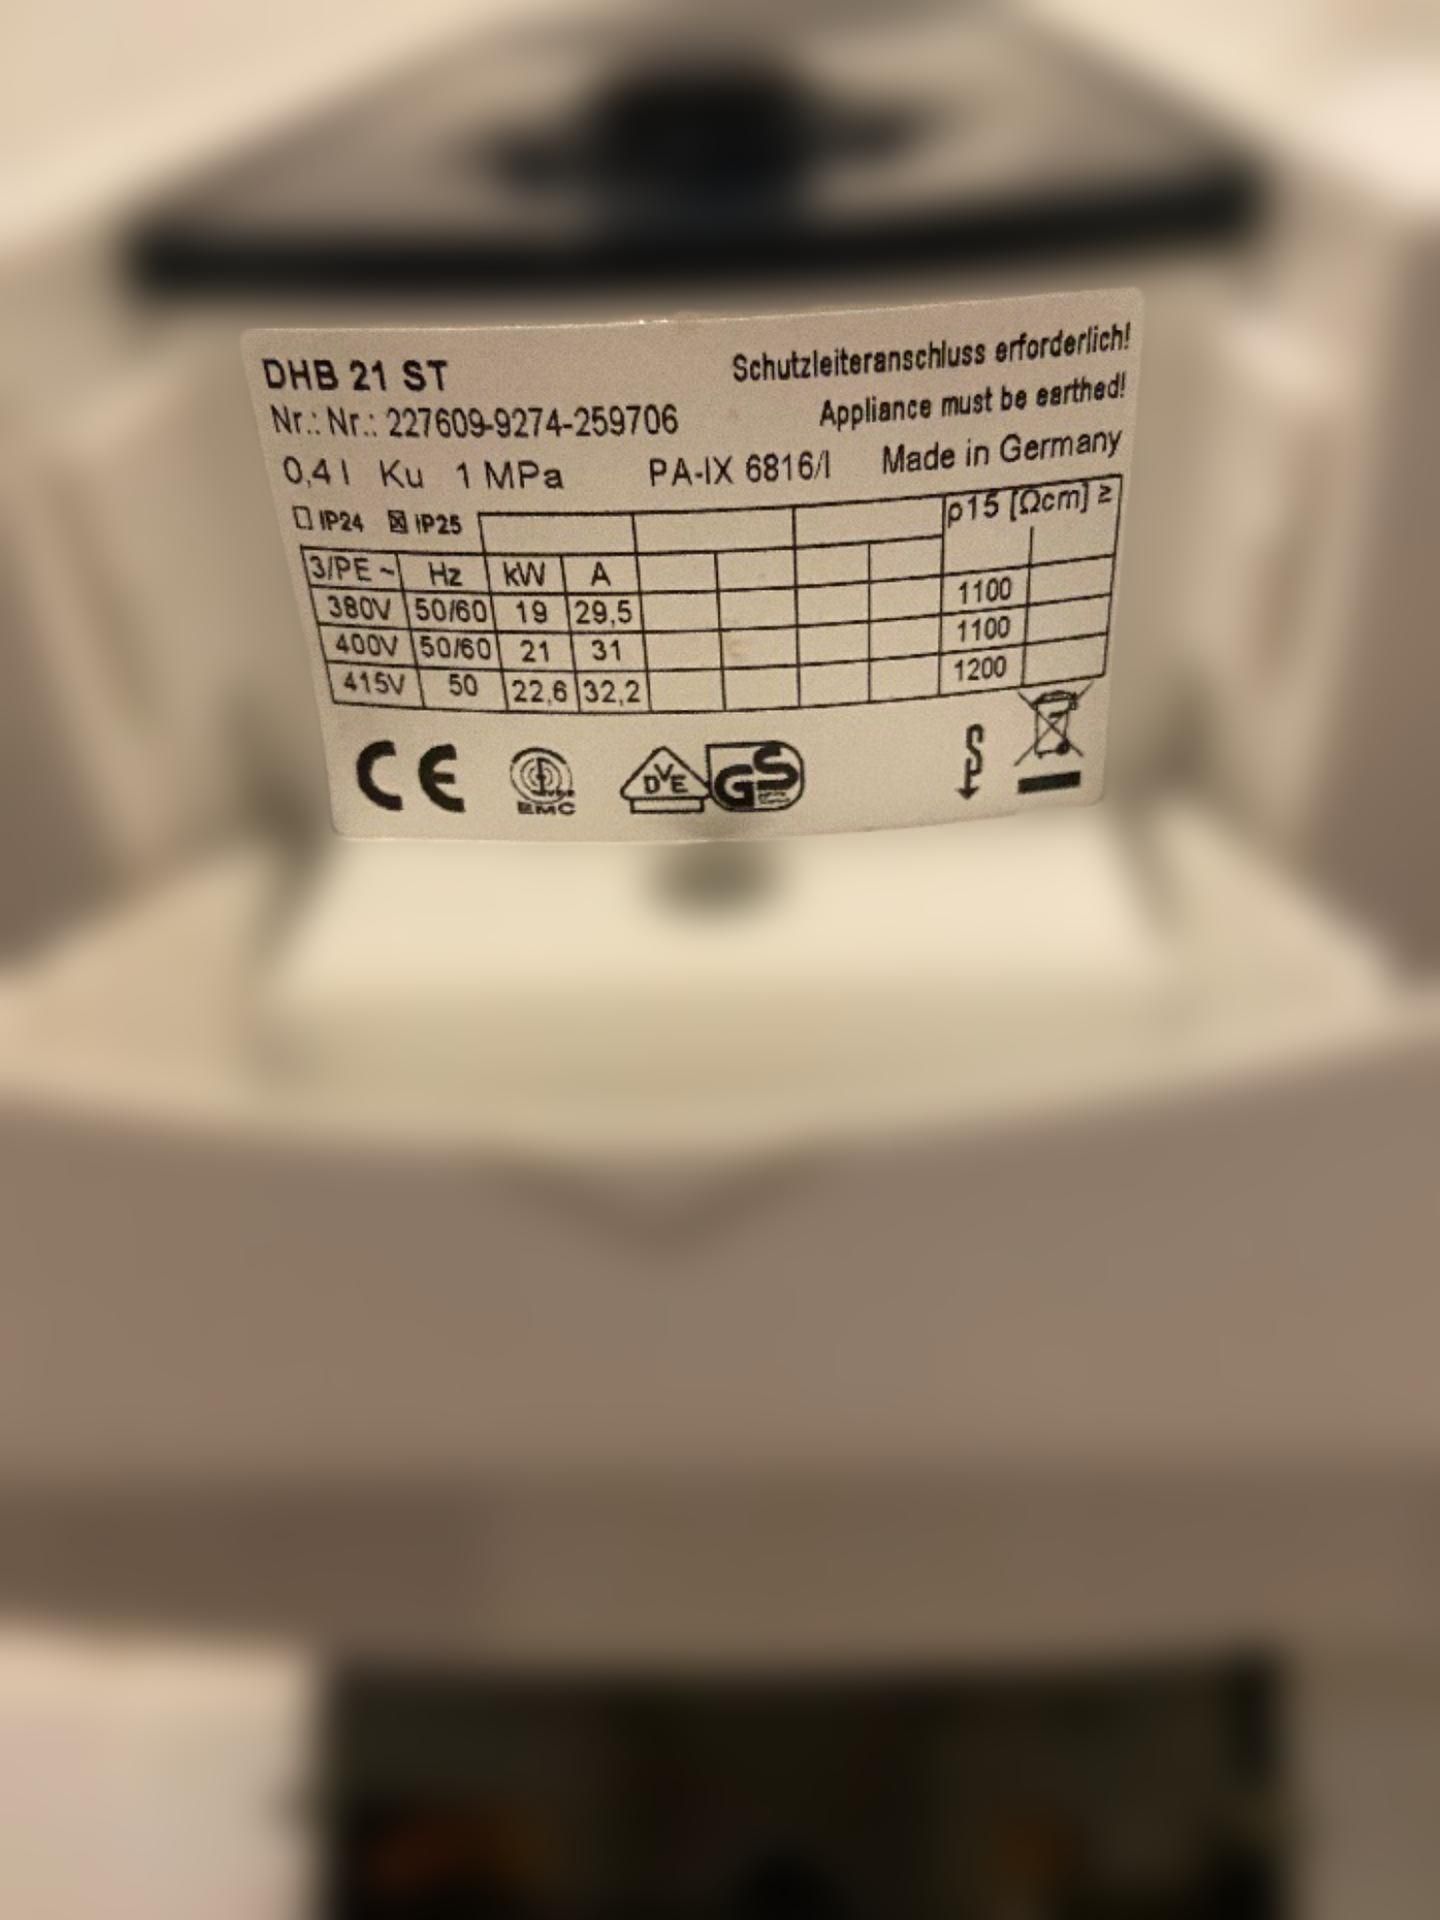 DHB 21 ST
Schutzleiteranschluss erforderlich!
Nr.: Nr.: 227609-9274-259706
Appliance must be earthed!
0,4 l Ku 1 MPa PA-IX 6816/I Made in Germany
☐ IP24 ☒ IP25 ρ15 [Ωcm] ≥
3/PE ~ Hz kW A
380V 50/60 19 29,5 1100
400V 50/60 21 31 1100
415V 50 22,6 32,2 1200
CE EMC DVE GS S